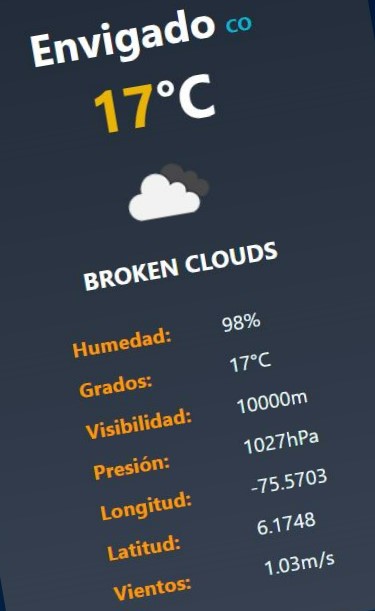 Envigado CO
17°C
BROKEN CLOUDS
Humedad: 98%
Grados: 17°C
Visibilidad: 10000m
Presión: 1027hPa
Longitud: -75.5703
Latitud: 6.1748
Vientos: 1.03m/s